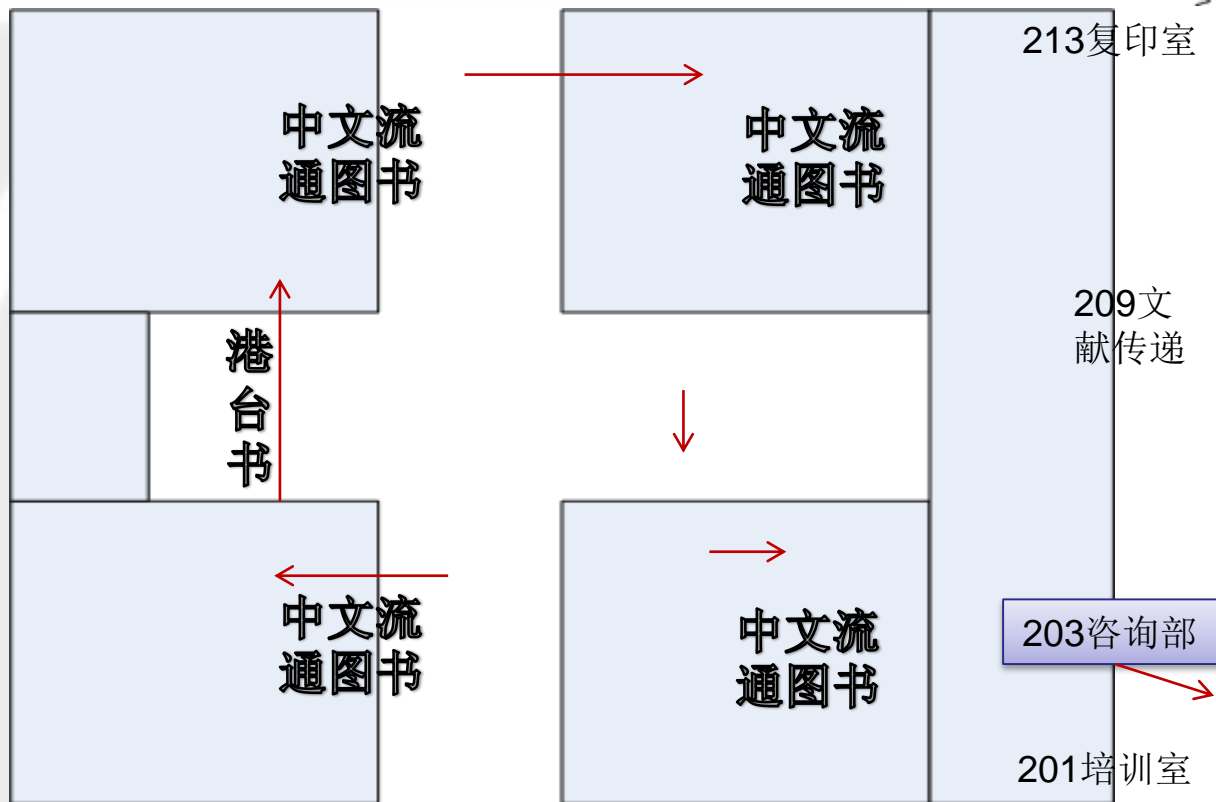 213复印室
中文流
通图书
中文流
通图书
209文
献传递
港
台
书
中文流
通图书
中文流
通图书
203咨询部
201培训室